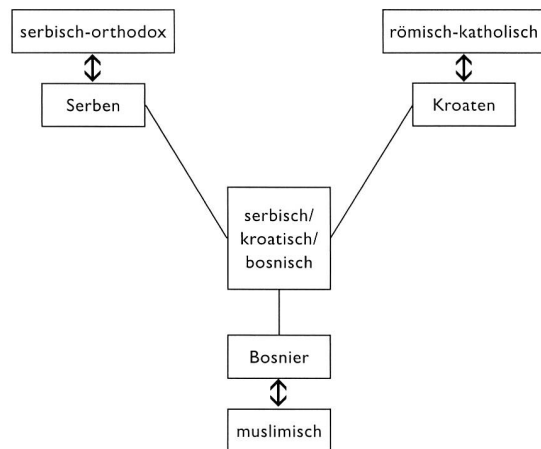 serbisch-orthodox
römisch-katholisch
Serben
Kroaten
serbisch/
kroatisch/
bosnisch
Bosnier
muslimisch